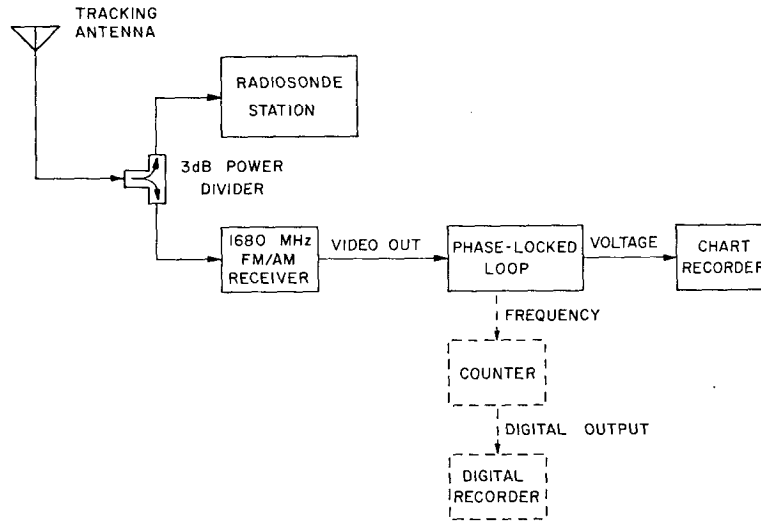 TRACKING
ANTENNA
RADIOSONDE
STATION
3dB POWER
DIVIDER
1680 MHz
FM/AM
RECEIVER
VIDEO OUT
PHASE-LOCKED
LOOP
VOLTAGE
CHART
RECORDER
FREQUENCY
COUNTER
DIGITAL OUTPUT
DIGITAL
RECORDER